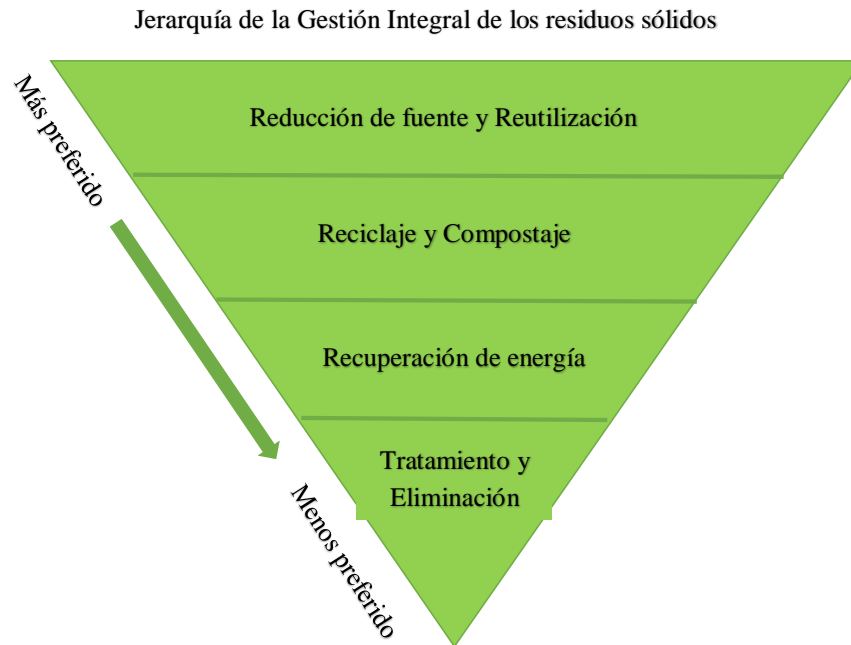 Jerarquía de la Gestión Integral de los residuos sólidos
Más preferido
Reducción de fuente y Reutilización
Reciclaje y Compostaje
Recuperación de energía
Tratamiento y
Eliminación
Menos preferido